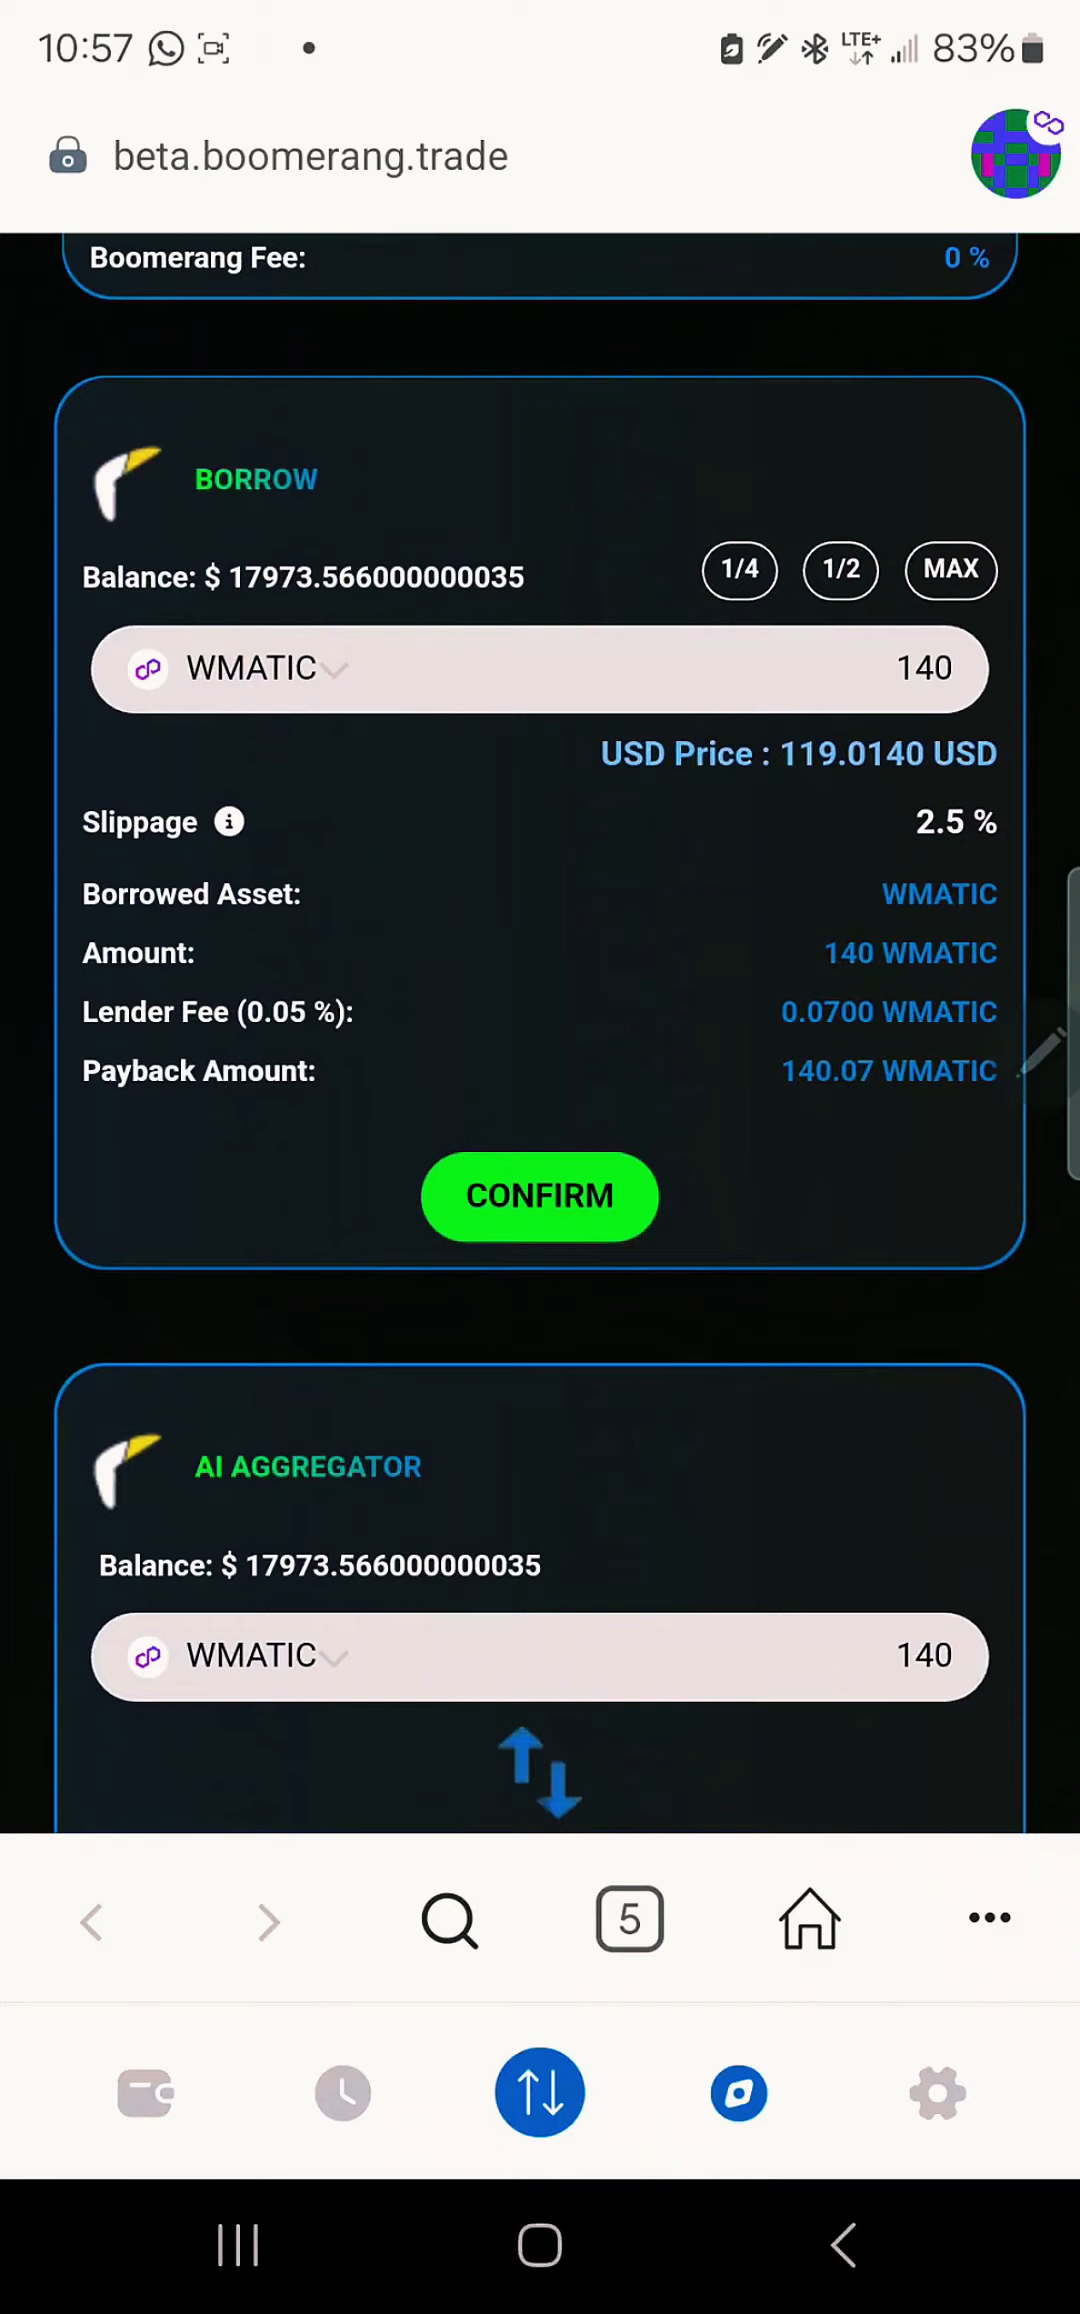 10:57
LTE+
83%
beta.boomerang.trade
Boomerang Fee:
0 %
BORROW
Balance: $ 17973.566000000035
1/4
1/2
MAX
WMATIC
140
USD Price : 119.0140 USD
Slippage
2.5 %
Borrowed Asset:
WMATIC
Amount:
140 WMATIC
Lender Fee (0.05 %):
0.0700 WMATIC
Payback Amount:
140.07 WMATIC
CONFIRM
AI AGGREGATOR
Balance: $ 17973.566000000035
WMATIC
140
5